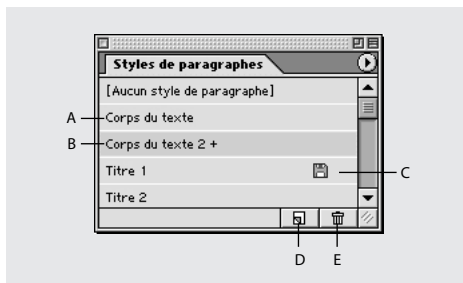 Styles de paragraphes
[Aucun style de paragraphe]
A Corps du texte
B Corps du texte 2 +
Titre 1 C
Titre 2
D E